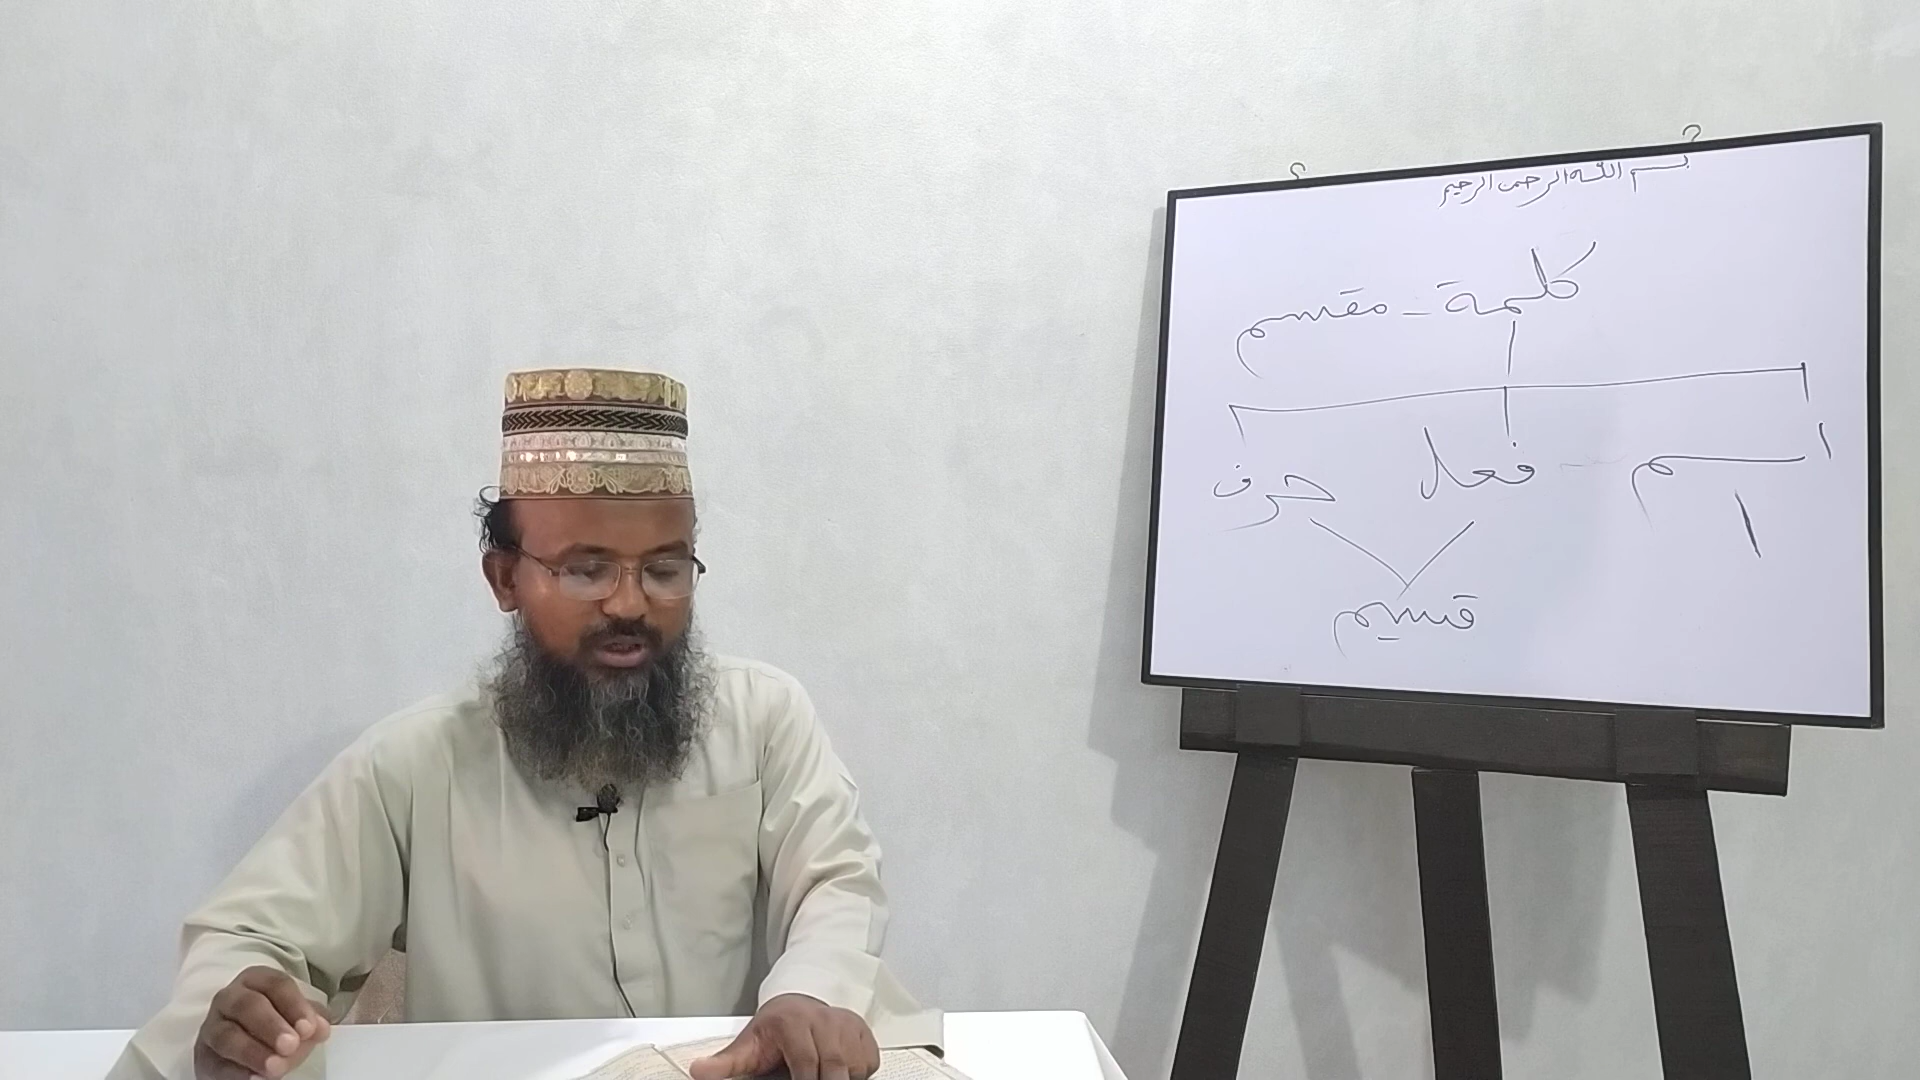 بسم الله الرحمن الرحيم
كلمة - مقسم
اسم فعل حرف
قسيم